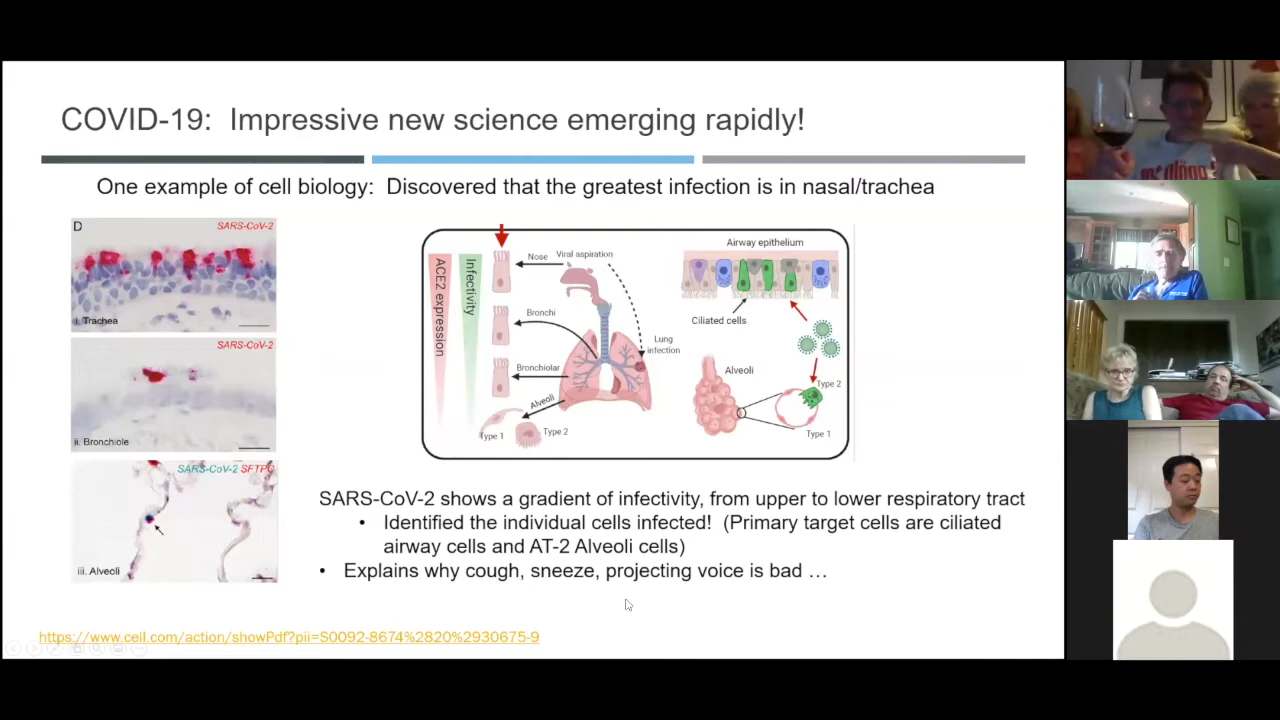 COVID-19: Impressive new science emerging rapidly!
One example of cell biology: Discovered that the greatest infection is in nasal/trachea
D
SARS-CoV-2
i. Trachea
SARS-CoV-2
ii. Bronchiole
SARS-CoV-2 SFTPC
iii. Alveoli
ACE2 expression
Infectivity
Nose
Viral aspiration
Bronchi
Bronchiolar
Alveoli
Type 1
Type 2
Lung
infection
Airway epithelium
Ciliated cells
Alveoli
Type 2
Type 1
SARS-CoV-2 shows a gradient of infectivity, from upper to lower respiratory tract
• Identified the individual cells infected! (Primary target cells are ciliated
airway cells and AT-2 Alveoli cells)
• Explains why cough, sneeze, projecting voice is bad …
https://www.cell.com/action/showPdf?pii=S0092-8674%2820%2930675-9